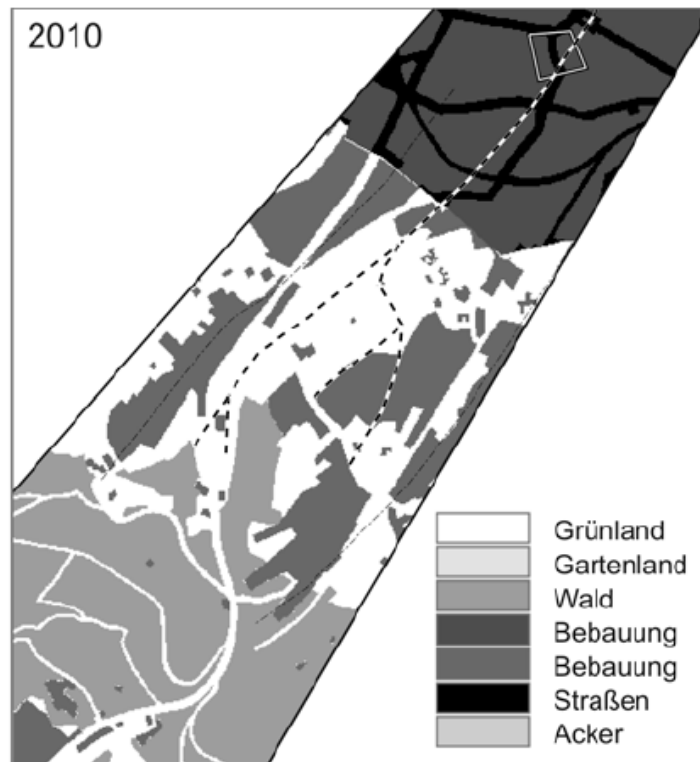 2010
Grünland
Gartenland
Wald
Bebauung
Bebauung
Straßen
Acker